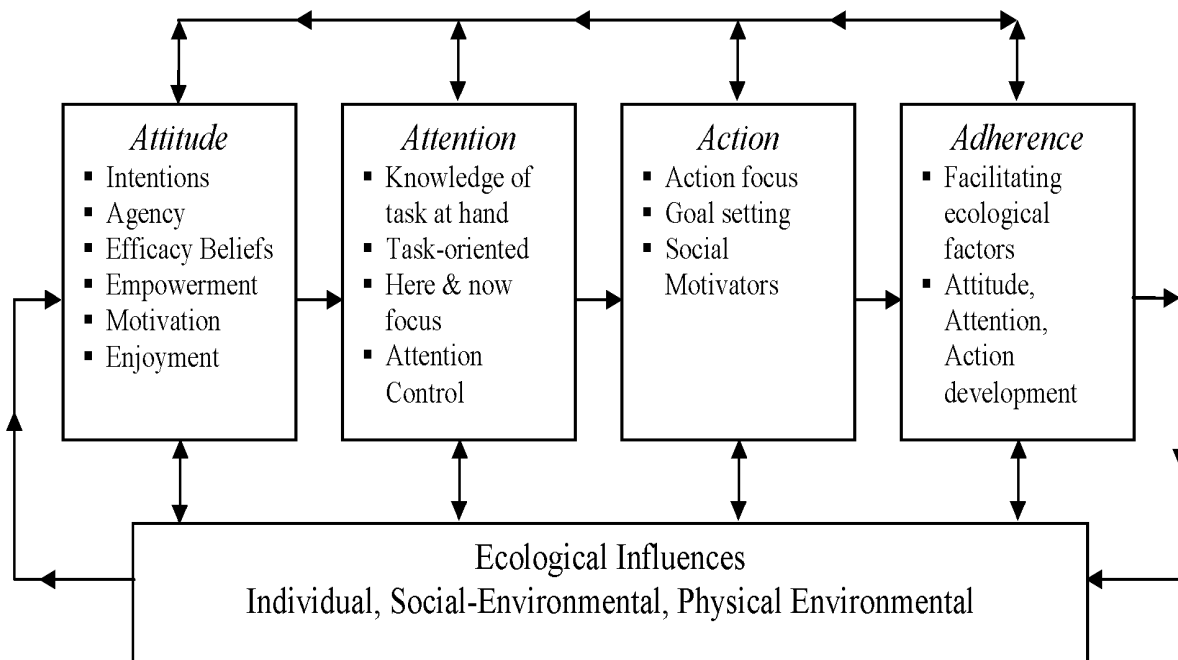 Attitude
▪ Intentions
▪ Agency
▪ Efficacy Beliefs
▪ Empowerment
▪ Motivation
▪ Enjoyment
Attention
▪ Knowledge of
task at hand
▪ Task-oriented
▪ Here & now
focus
▪ Attention
Control
Action
▪ Action focus
▪ Goal setting
▪ Social
Motivators
Adherence
▪ Facilitating
ecological
factors
▪ Attitude,
Attention,
Action
development
Ecological Influences
Individual, Social-Environmental, Physical Environmental